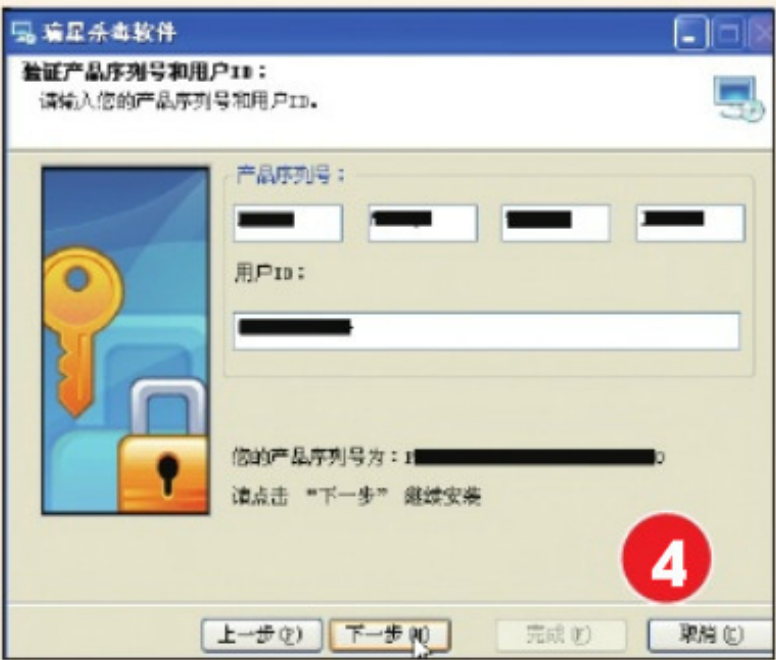 瑞星杀毒软件
验证产品序列号和用户ID：
请输入您的产品序列号和用户ID。
产品序列号：
用户ID：
您的产品序列号为：
请点击 “下一步” 继续安装
4
上一步(P)
下一步(N)
完成(F)
取消(C)